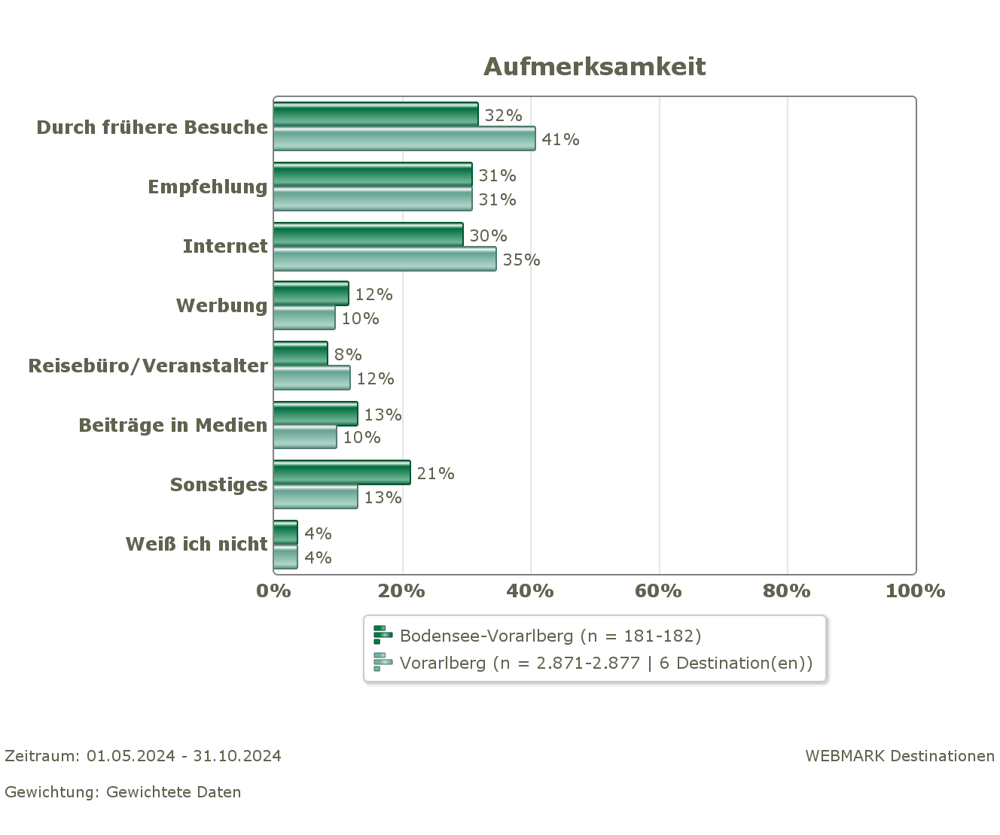 Aufmerksamkeit
Durch frühere Besuche
32%
41%
Empfehlung
31%
31%
Internet
30%
35%
Werbung
12%
10%
Reisebüro/Veranstalter
8%
12%
Beiträge in Medien
13%
10%
Sonstiges
21%
13%
Weiß ich nicht
4%
4%
0% 20% 40% 60% 80% 100%
Bodensee-Vorarlberg (n = 181-182)
Vorarlberg (n = 2.871-2.877 | 6 Destination(en))
Zeitraum: 01.05.2024 - 31.10.2024
WEBMARK Destinationen
Gewichtung: Gewichtete Daten